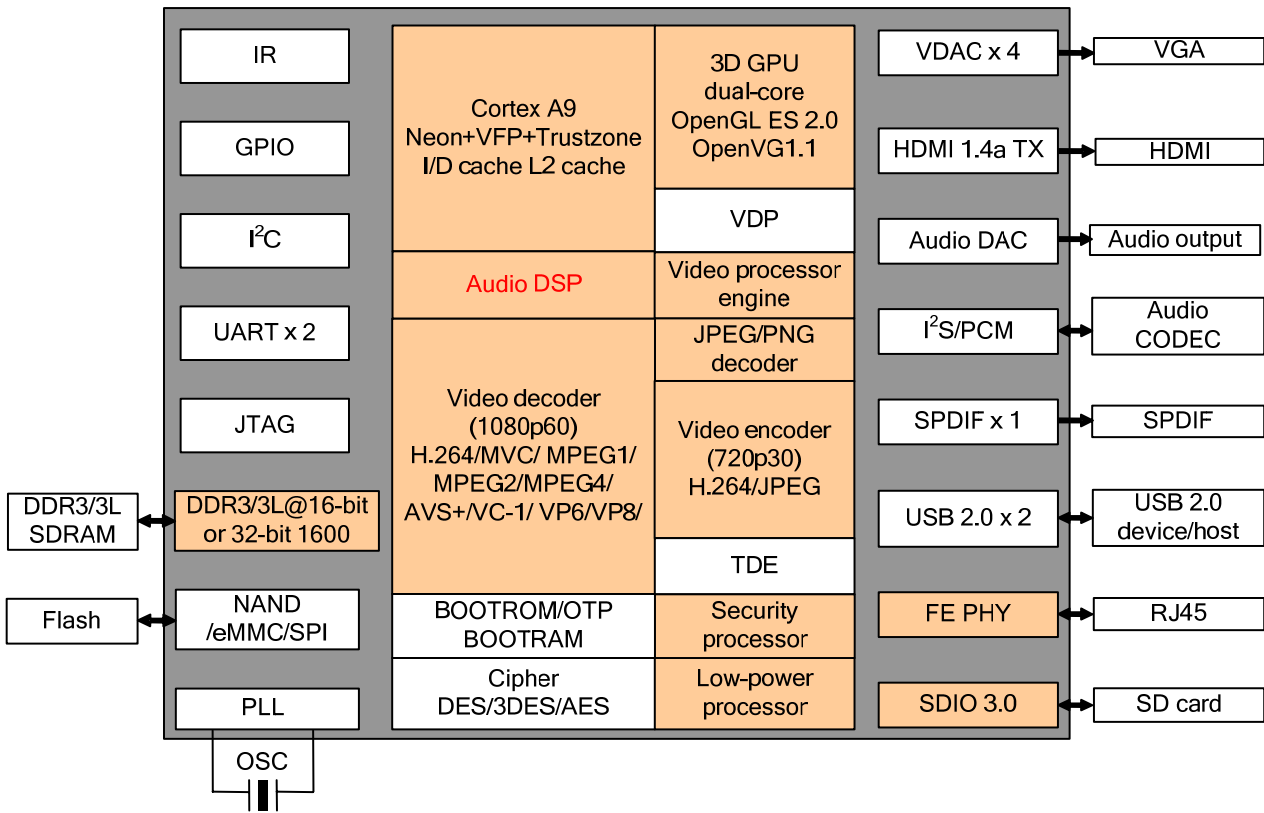 IR
GPIO
I²C
UART x 2
JTAG
DDR3/3L
SDRAM
DDR3/3L@16-bit
or 32-bit 1600
Flash
NAND
/eMMC/SPI
PLL
OSC
Cortex A9
Neon+VFP+Trustzone
I/D cache L2 cache
Audio DSP
Video decoder
(1080p60)
H.264/MVC/ MPEG1/
MPEG2/MPEG4/
AVS+/VC-1/ VP6/VP8/
BOOTROM/OTP
BOOTRAM
Cipher
DES/3DES/AES
3D GPU
dual-core
OpenGL ES 2.0
OpenVG1.1
VDP
Video processor
engine
JPEG/PNG
decoder
Video encoder
(720p30)
H.264/JPEG
TDE
Security
processor
Low-power
processor
VDAC x 4
VGA
HDMI 1.4a TX
HDMI
Audio DAC
Audio output
I²S/PCM
Audio
CODEC
SPDIF x 1
SPDIF
USB 2.0 x 2
USB 2.0
device/host
FE PHY
RJ45
SDIO 3.0
SD card